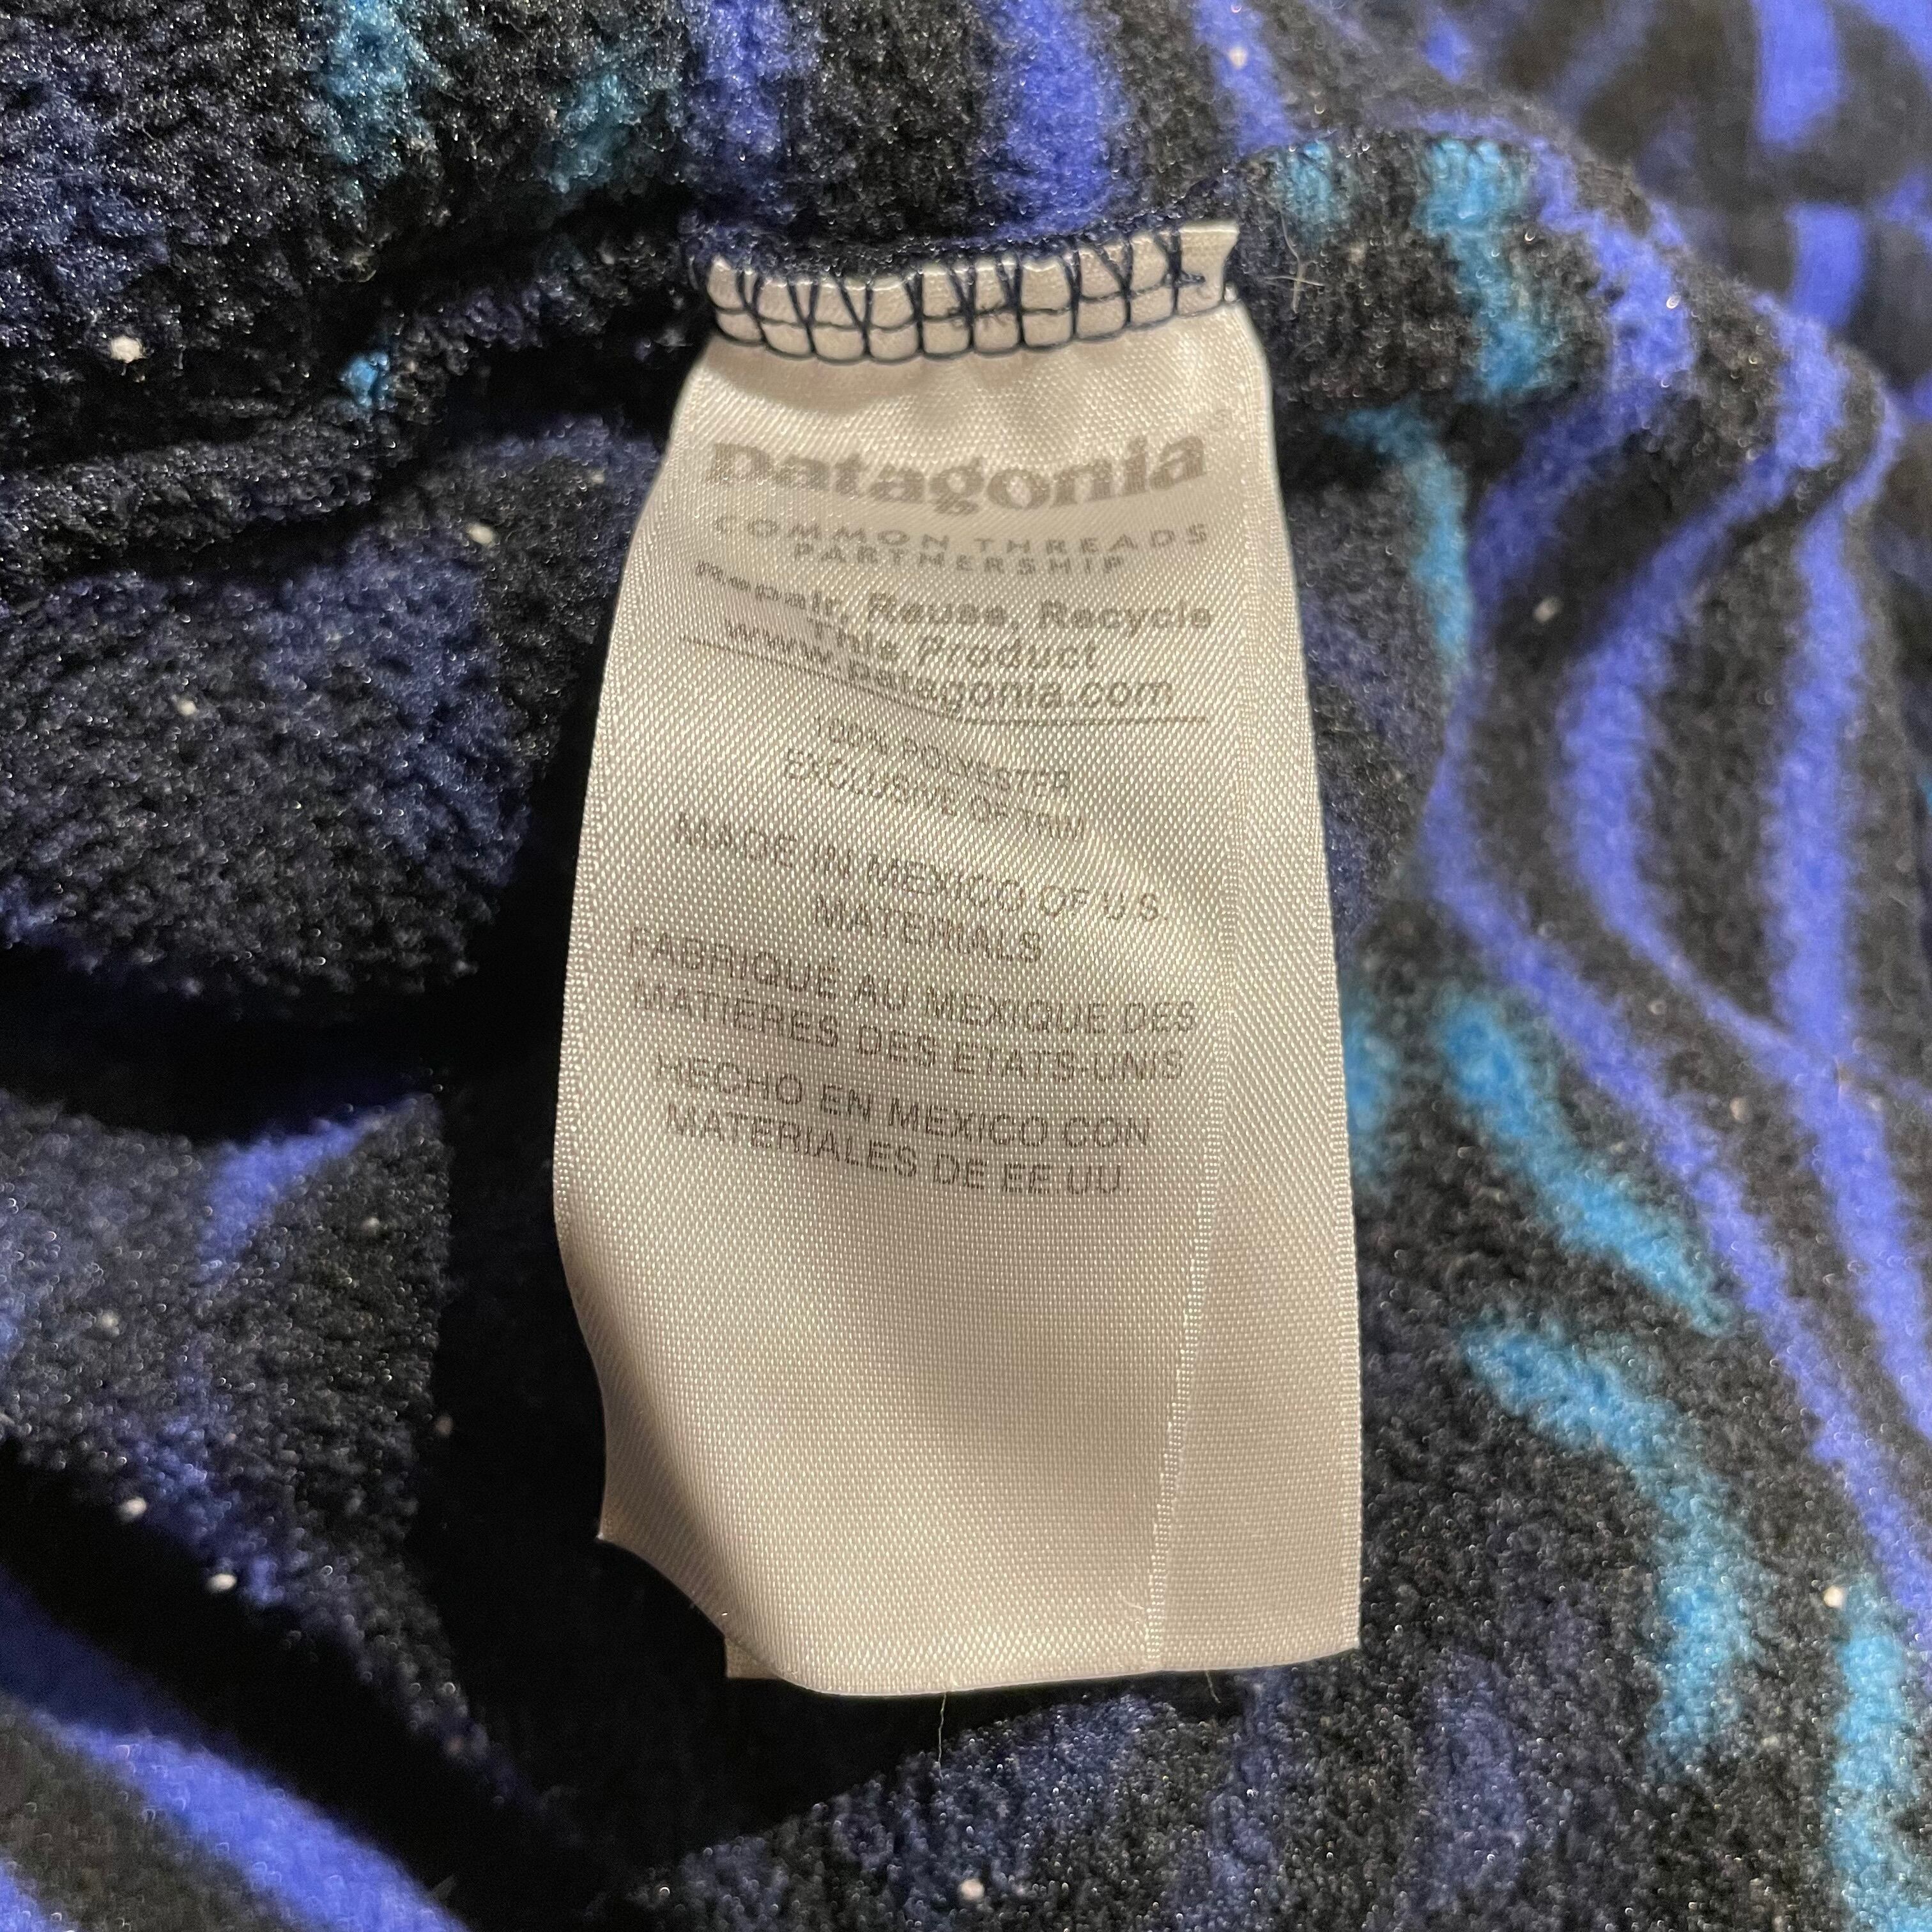 patagonia
COMMON THREADS
PARTNERSHIP
Repair, Reuse, Recycle
This Product
www.patagonia.com
100% POLYESTER
EXCLUSIVE OF TRIM
MADE IN MEXICO OF U.S.
MATERIALS
FABRIQUÉ AU MEXIQUE DES
MATIÈRES DES ETATS-UNIS
HECHO EN MEXICO CON
MATERIALES DE EE.UU.